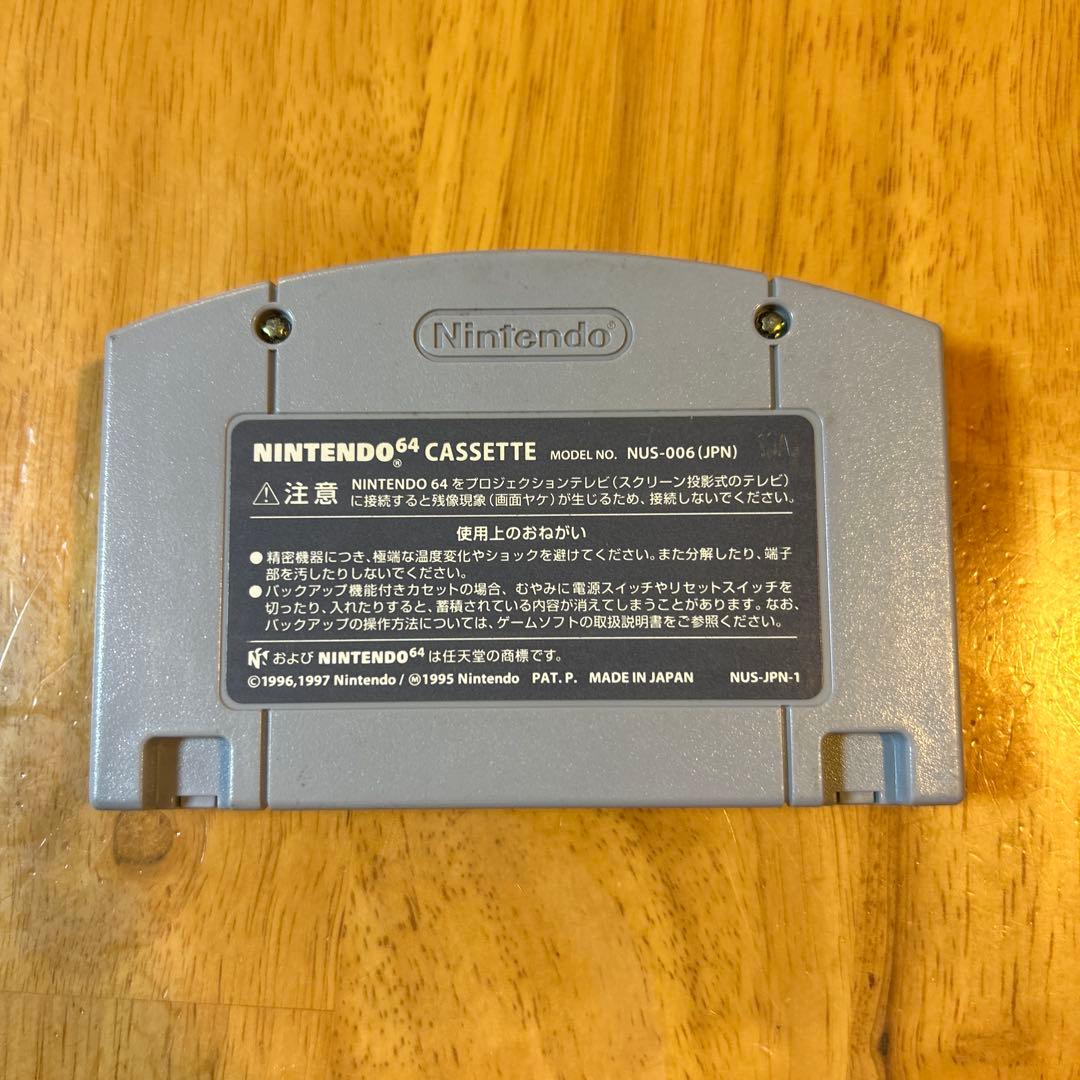 Nintendo®
NINTENDO64® CASSETTE MODEL NO. NUS-006(JPN)
⚠注意 NINTENDO 64をプロジェクションテレビ(スクリーン投影式のテレビ)
に接続すると残像現象(画面ヤケ)が生じるため、接続しないでください。
使用上のおねがい
●精密機器につき、極端な温度変化やショックを避けてください。また分解したり、端子
部を汚したりしないでください。
●バックアップ機能付きカセットの場合、むやみに電源スイッチやリセットスイッチを
切ったり、入れたりすると、蓄積されている内容が消えてしまうことがあります。なお、
バックアップの操作方法については、ゲームソフトの取扱説明書をご参照ください。
および NINTENDO64 は任天堂の商標です。
©1996,1997 Nintendo/Ⓜ1995 Nintendo PAT. P. MADE IN JAPAN NUS-JPN-1